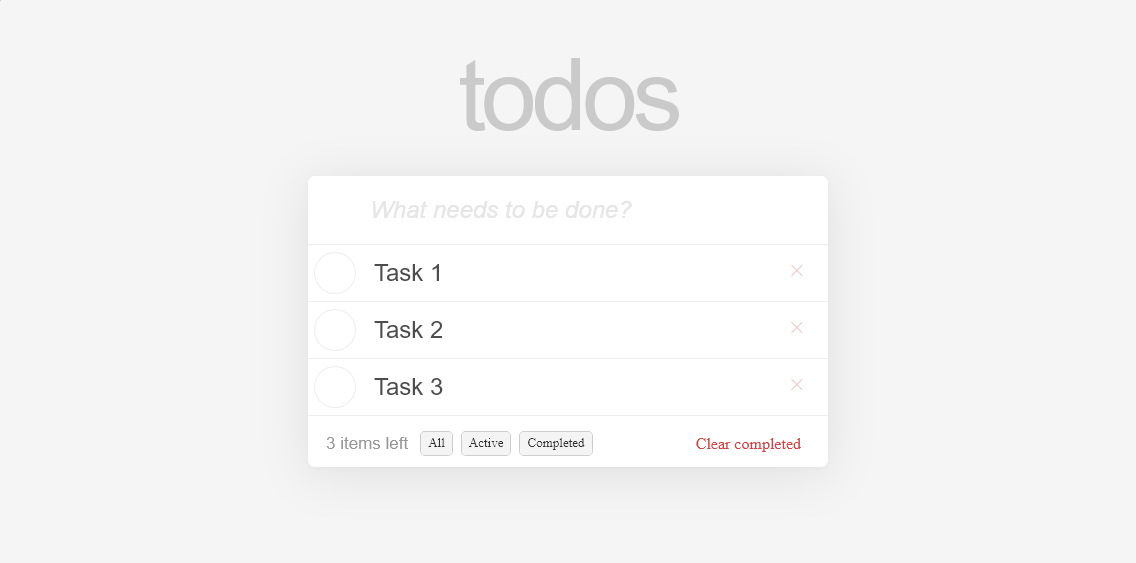 todos
What needs to be done?
Task 1
Task 2
Task 3
3 items left All Active Completed Clear completed